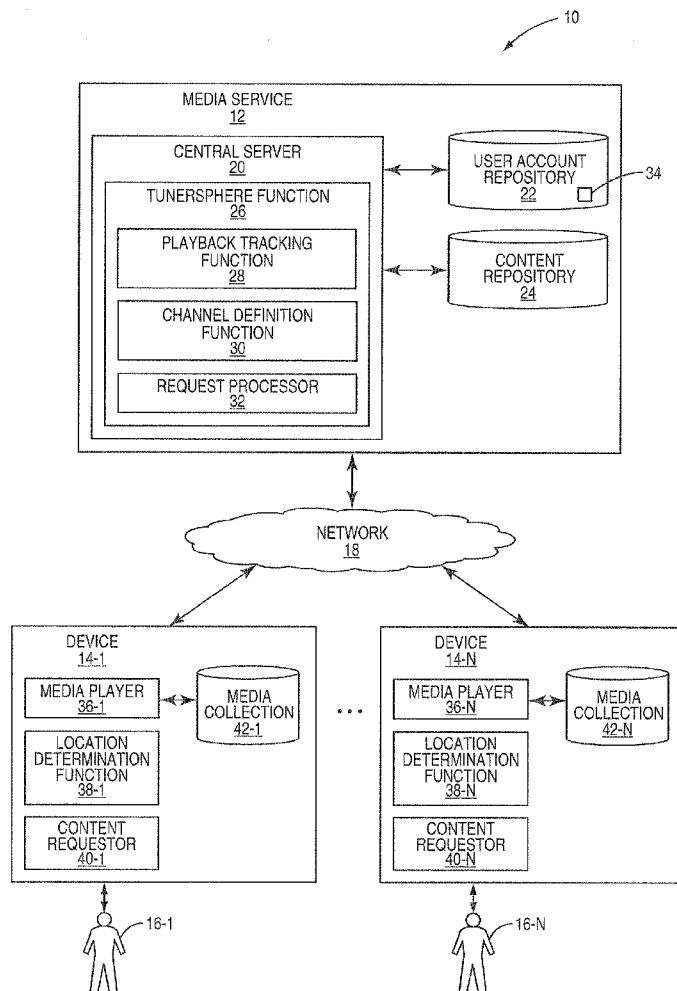 10
MEDIA SERVICE
12
CENTRAL SERVER
20
TUNERSPHERE FUNCTION
26
PLAYBACK TRACKING
FUNCTION
28
CHANNEL DEFINITION
FUNCTION
30
REQUEST PROCESSOR
32
USER ACCOUNT
REPOSITORY
22
34
CONTENT
REPOSITORY
24
NETWORK
18
DEVICE
14-1
MEDIA PLAYER
36-1
MEDIA
COLLECTION
42-1
LOCATION
DETERMINATION
FUNCTION
38-1
CONTENT
REQUESTOR
40-1
16-1
...
DEVICE
14-N
MEDIA PLAYER
36-N
MEDIA
COLLECTION
42-N
LOCATION
DETERMINATION
FUNCTION
38-N
CONTENT
REQUESTOR
40-N
16-N